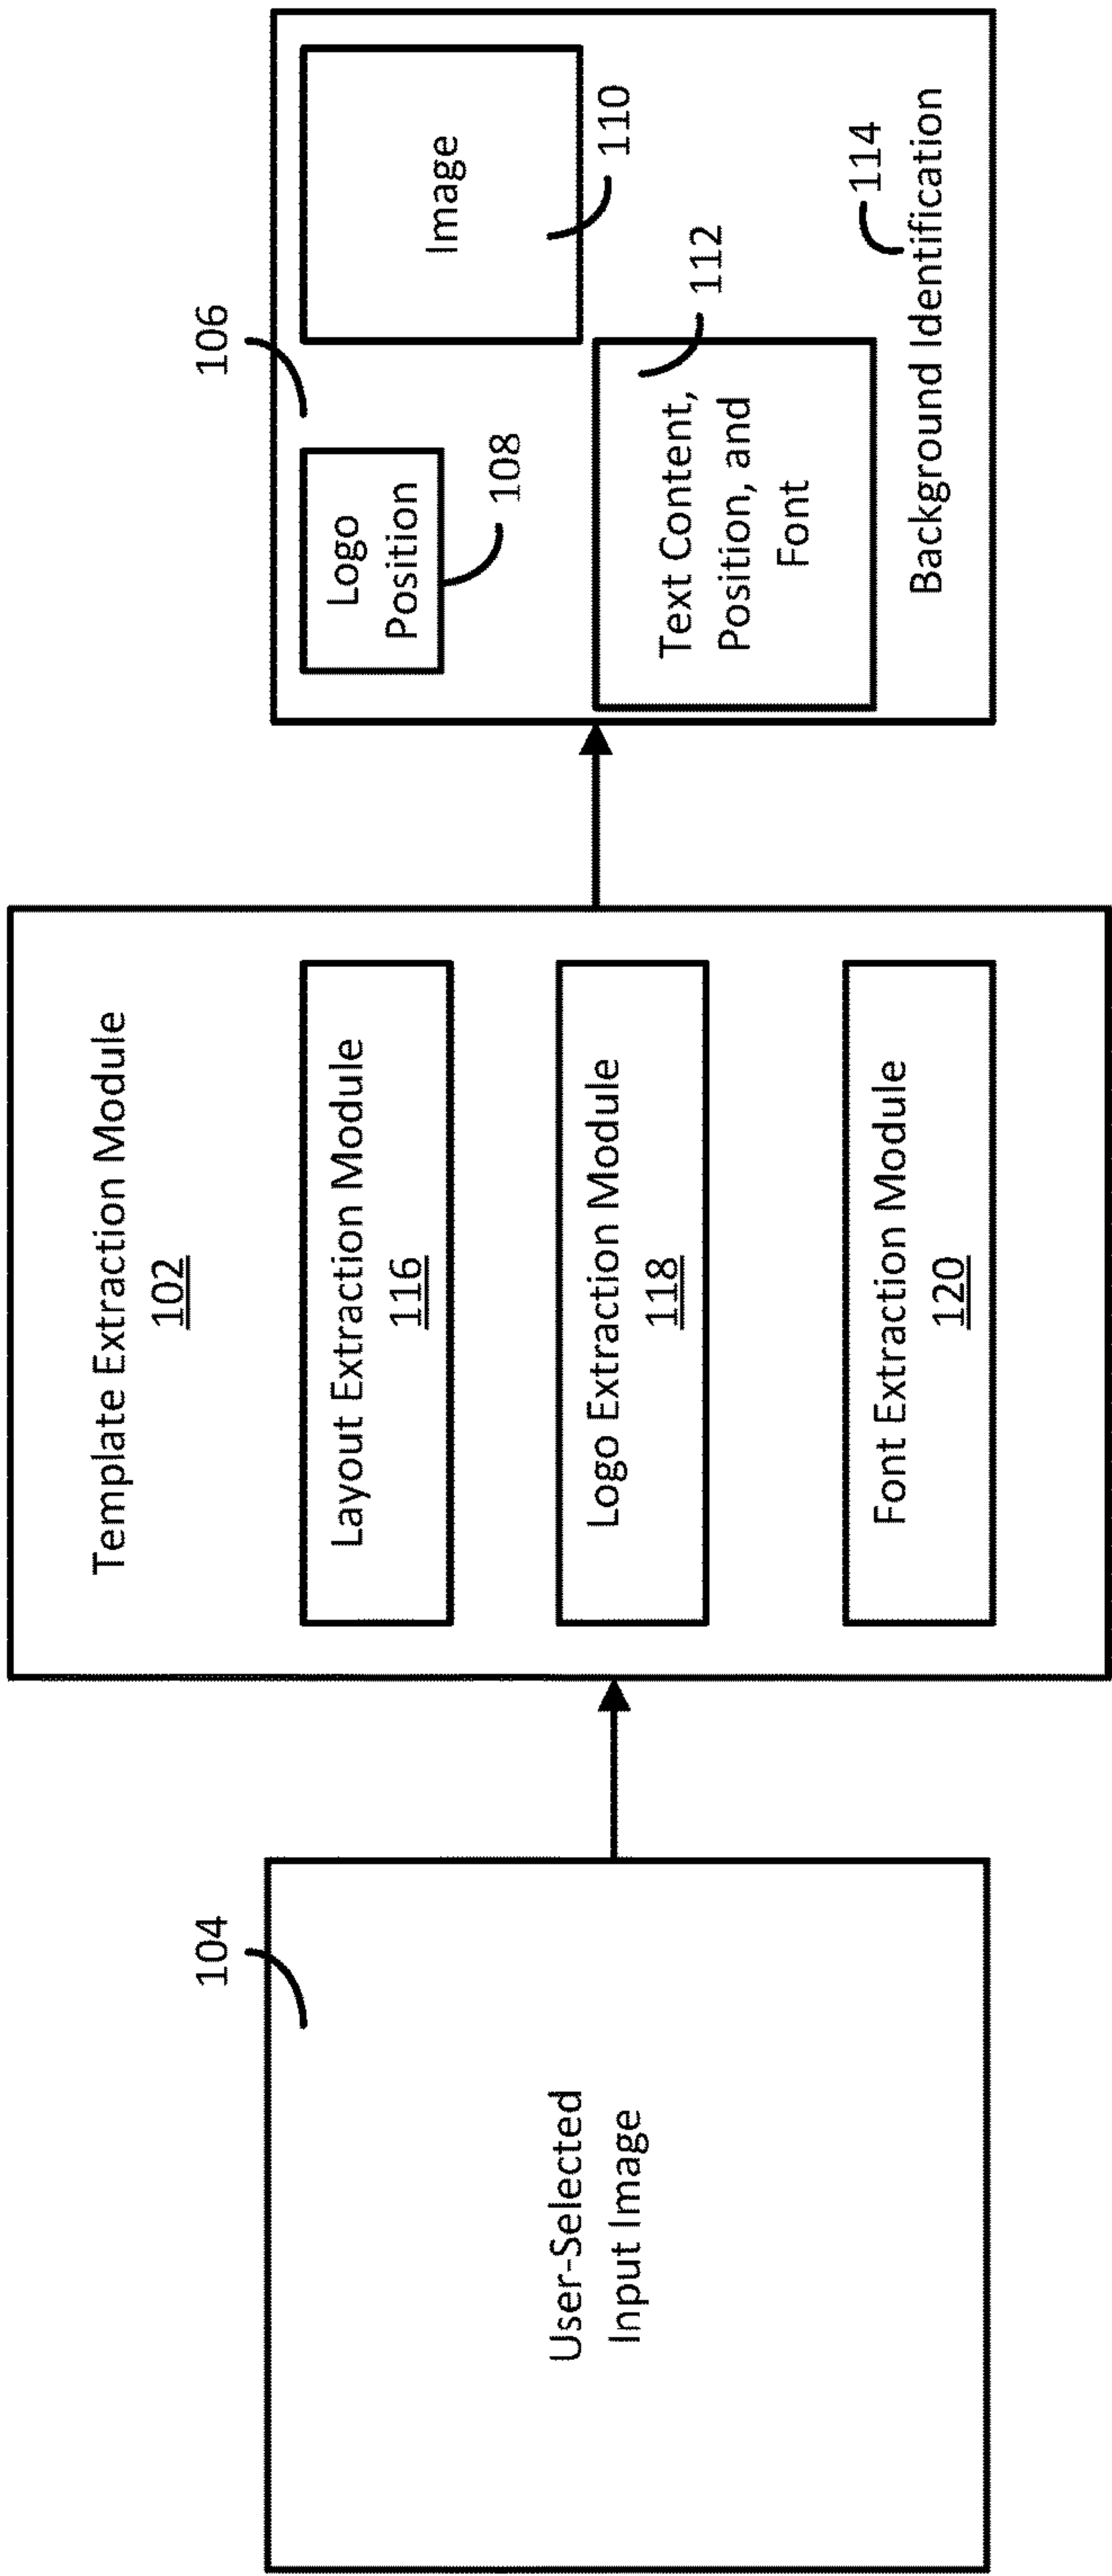 104
User-Selected
Input Image
Template Extraction Module
102
Layout Extraction Module
116
Logo Extraction Module
118
Font Extraction Module
120
106
Logo
Position
108
Image
110
Text Content,
Position, and
Font
112
114
Background Identification